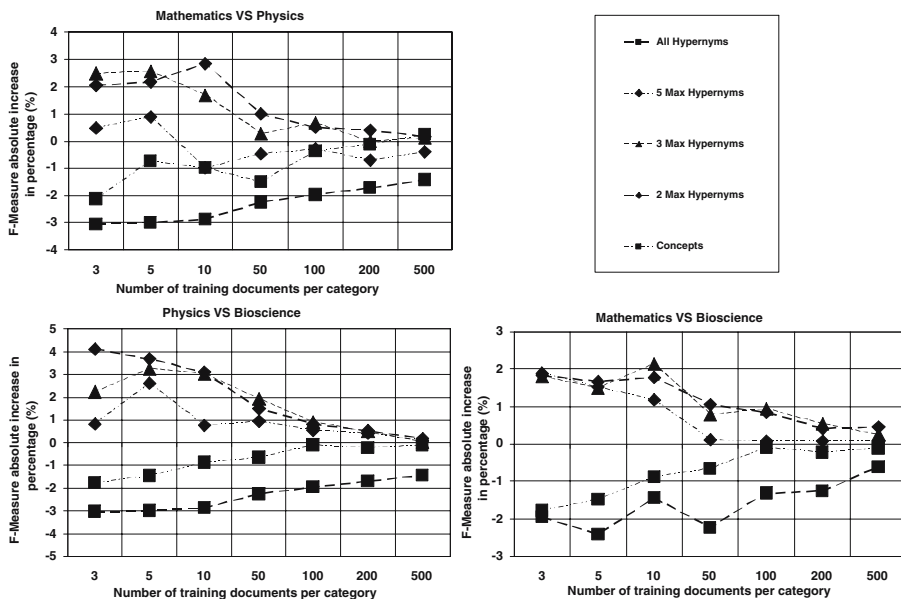 Mathematics VS Physics
F-Measure absolute increase
in percentage (%)
4
3
2
1
0
-1
-2
-3
-4
3 5 10 50 100 200 500
Number of training documents per category
All Hypernyms
5 Max Hypernyms
3 Max Hypernyms
2 Max Hypernyms
Concepts
Physics VS Bioscience
F-Measure absolute increase in
percentage (%)
5
4
3
2
1
0
-1
-2
-3
-4
-5
3 5 10 50 100 200 500
Number of training documents per category
Mathematics VS Bioscience
F-Measure absolute increase
in percentage (%)
3
2
1
0
-1
-2
-3
3 5 10 50 100 200 500
Number of training documents per category